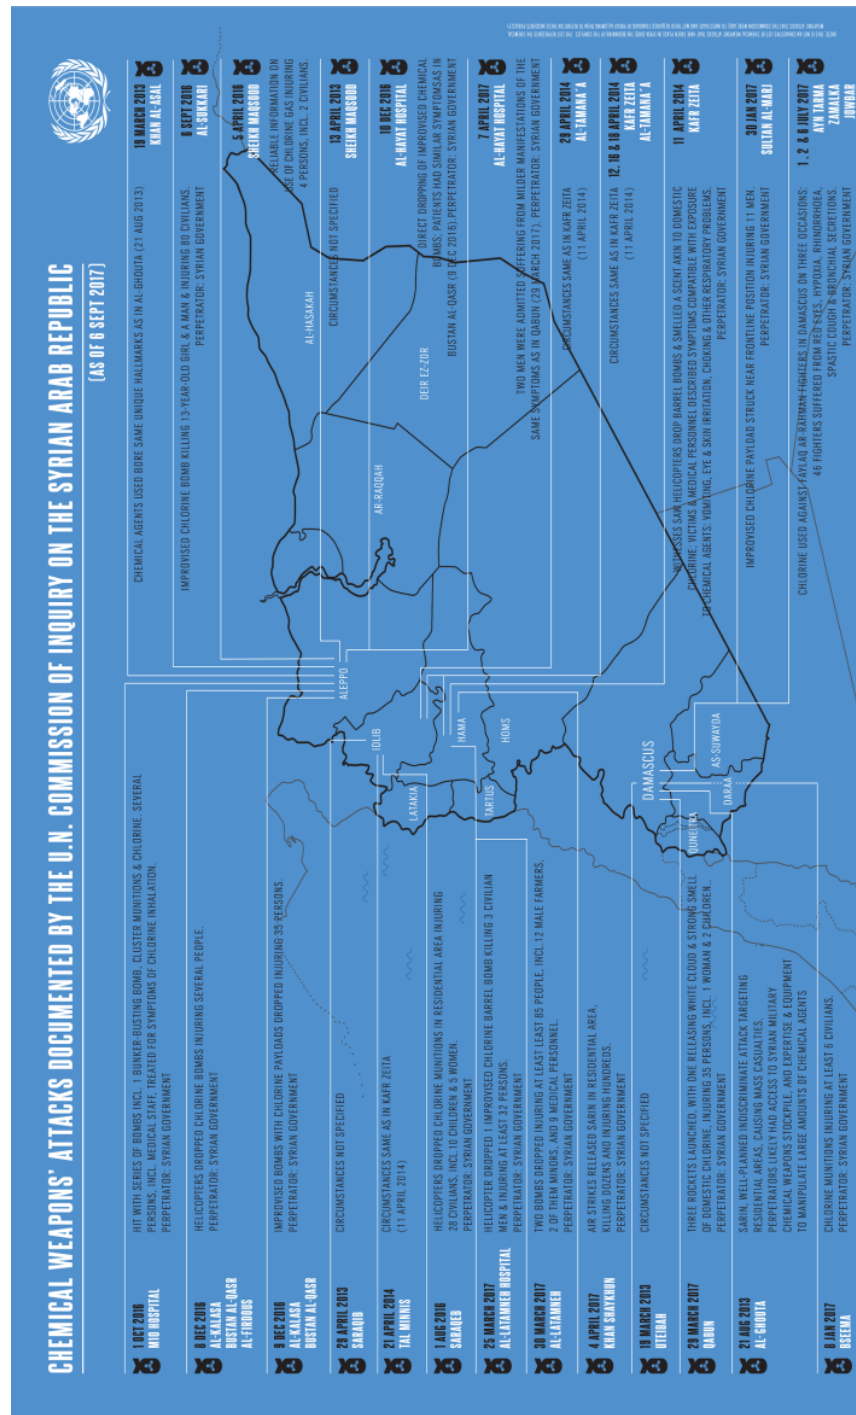 CHEMICAL WEAPONS' ATTACKS DOCUMENTED BY THE U.N. COMMISSION OF INQUIRY ON THE SYRIAN ARAB REPUBLIC
(AS OF 6 SEPT 2017)
1 OCT 2016
M10 HOSPITAL
HIT WITH SERIES OF BOMBS INCL. 1 BUNKER-BUSTING BOMB, CLUSTER MUNITIONS & CHLORINE. SEVERAL
PERSONS, INCL. MEDICAL STAFF, TREATED FOR SYMPTOMS OF CHLORINE INHALATION.
PERPETRATOR: SYRIAN GOVERNMENT
8 DEC 2016
AL-KALASA
BUSTAN AL-QASR
AL-FIRDOUS
HELICOPTERS DROPPED CHLORINE BOMBS INJURING SEVERAL PEOPLE.
PERPETRATOR: SYRIAN GOVERNMENT
9 DEC 2016
AL-KALASA
BUSTAN AL-QASR
IMPROVISED BOMBS WITH CHLORINE PAYLOADS DROPPED INJURING 35 PERSONS.
PERPETRATOR: SYRIAN GOVERNMENT
29 APRIL 2013
SARAQIB
CIRCUMSTANCES NOT SPECIFIED
21 APRIL 2014
TAL MINNIS
CIRCUMSTANCES SAME AS IN KAFR ZEITA
(11 APRIL 2014)
1 AUG 2016
SARAQEB
HELICOPTERS DROPPED CHLORINE MUNITIONS IN RESIDENTIAL AREA INJURING
28 CIVILIANS, INCL.10 CHILDREN & 5 WOMEN.
PERPETRATOR: SYRIAN GOVERNMENT
25 MARCH 2017
AL-LATAMNEH HOSPITAL
HELICOPTER DROPPED 1 IMPROVISED CHLORINE BARREL BOMB KILLING 3 CIVILIAN
MEN & INJURING AT LEAST 32 PERSONS.
PERPETRATOR: SYRIAN GOVERNMENT
30 MARCH 2017
AL-LATAMNEH
TWO BOMBS DROPPED INJURING AT LEAST LEAST 85 PEOPLE, INCL.12 MALE FARMERS,
2 OF THEM MINORS, AND 9 MEDICAL PERSONNEL.
PERPETRATOR: SYRIAN GOVERNMENT
4 APRIL 2017
KHAN SHAYKHUN
AIR STRIKES RELEASED SARIN IN RESIDENTIAL AREA,
KILLING DOZENS AND INJURING HUNDREDS.
PERPETRATOR: SYRIAN GOVERNMENT
19 MARCH 2013
UTEIBAH
CIRCUMSTANCES NOT SPECIFIED
29 MARCH 2017
QABUN
THREE ROCKETS LAUNCHED, WITH ONE RELEASING WHITE CLOUD & STRONG SMELL
OF DOMESTIC CHLORINE, INJURING 35 PERSONS, INCL. 1 WOMAN & 2 CHILDREN.
PERPETRATOR: SYRIAN GOVERNMENT
21 AUG 2013
AL-GHOUTA
SARIN, WELL-PLANNED INDISCRIMINATE ATTACK TARGETING
RESIDENTIAL AREAS, CAUSING MASS CASUALTIES.
PERPETRATORS LIKELY HAD ACCESS TO SYRIAN MILITARY
CHEMICAL WEAPONS STOCKPILE, AND EXPERTISE & EQUIPMENT
TO MANIPULATE LARGE AMOUNTS OF CHEMICAL AGENTS
8 JAN 2017
BSEEMA
CHLORINE MUNITIONS INJURING AT LEAST 6 CIVILIANS.
PERPETRATOR: SYRIAN GOVERNMENT
ALEPPO
IDLIB
LATAKIA
HAMA
TARTUS
HOMS
AR-RAQQAH
AL-HASAKAH
DEIR EZ-ZOR
DAMASCUS
QUNEITRA
DARAA
AS-SUWAYDA
CHEMICAL AGENTS USED BORE SAME UNIQUE HALLMARKS AS IN AL-GHOUTA (21 AUG 2013)
19 MARCH 2013
KHAN AL-ASAL
IMPROVISED CHLORINE BOMB KILLING 13-YEAR-OLD GIRL & A MAN & INJURING 80 CIVILIANS.
PERPETRATOR: SYRIAN GOVERNMENT
6 SEPT 2016
AL-SUKKARI
RELIABLE INFORMATION ON
USE OF CHLORINE GAS INJURING
4 PERSONS, INCL. 2 CIVILIANS.
5 APRIL 2016
SHEIKH MAQSOOD
CIRCUMSTANCES NOT SPECIFIED
13 APRIL 2013
SHEIKH MAQSOOD
DIRECT DROPPING OF IMPROVISED CHEMICAL
BOMBS; PATIENTS HAD SIMILAR SYMPTOMSAS IN
BUSTAN AL-QASR (9 DEC 2016).PERPETRATOR: SYRIAN GOVERNMENT
10 DEC 2016
AL-HAYAT HOSPITAL
TWO MEN WERE ADMITTED SUFFERING FROM MILDER MANIFESTATIONS OF THE
SAME SYMPTOMS AS IN QABUN (29 MARCH 2017). PERPETRATOR: SYRIAN GOVERNMENT
7 APRIL 2017
AL-HAYAT HOSPITAL
CIRCUMSTANCES SAME AS IN KAFR ZEITA
(11 APRIL 2014)
29 APRIL 2014
AL-TAMANA´A
CIRCUMSTANCES SAME AS IN KAFR ZEITA
(11 APRIL 2014)
12, 16 & 18 APRIL 2014
KAFR ZEITA
AL-TAMANA´A
WITNESSES SAW HELICOPTERS DROP BARREL BOMBS & SMELLED A SCENT AKIN TO DOMESTIC
CHLORINE; VICTIMS & MEDICAL PERSONNEL DESCRIBED SYMPTOMS COMPATIBLE WITH EXPOSURE
TO CHEMICAL AGENTS: VOMITING, EYE & SKIN IRRITATION, CHOKING & OTHER RESPIRATORY PROBLEMS.
PERPETRATOR: SYRIAN GOVERNMENT
11 APRIL 2014
KAFR ZEITA
IMPROVISED CHLORINE PAYLOAD STRUCK NEAR FRONTLINE POSITION INJURING 11 MEN.
PERPETRATOR: SYRIAN GOVERNMENT
30 JAN 2017
SULTAN AL-MARJ
CHLORINE USED AGAINST FAYLAQ AR-RAHMAN FIGHTERS IN DAMASCUS ON THREE OCCASIONS:
46 FIGHTERS SUFFERED FROM RED EYES, HYPOXIA, RHINORRHOEA,
SPASTIC COUGH & BRONCHIAL SECRETIONS.
PERPETRATOR: SYRIAN GOVERNMENT
1, 2 & 6 JULY 2017
AYN TARMA
ZAMALKA
JOWBAR